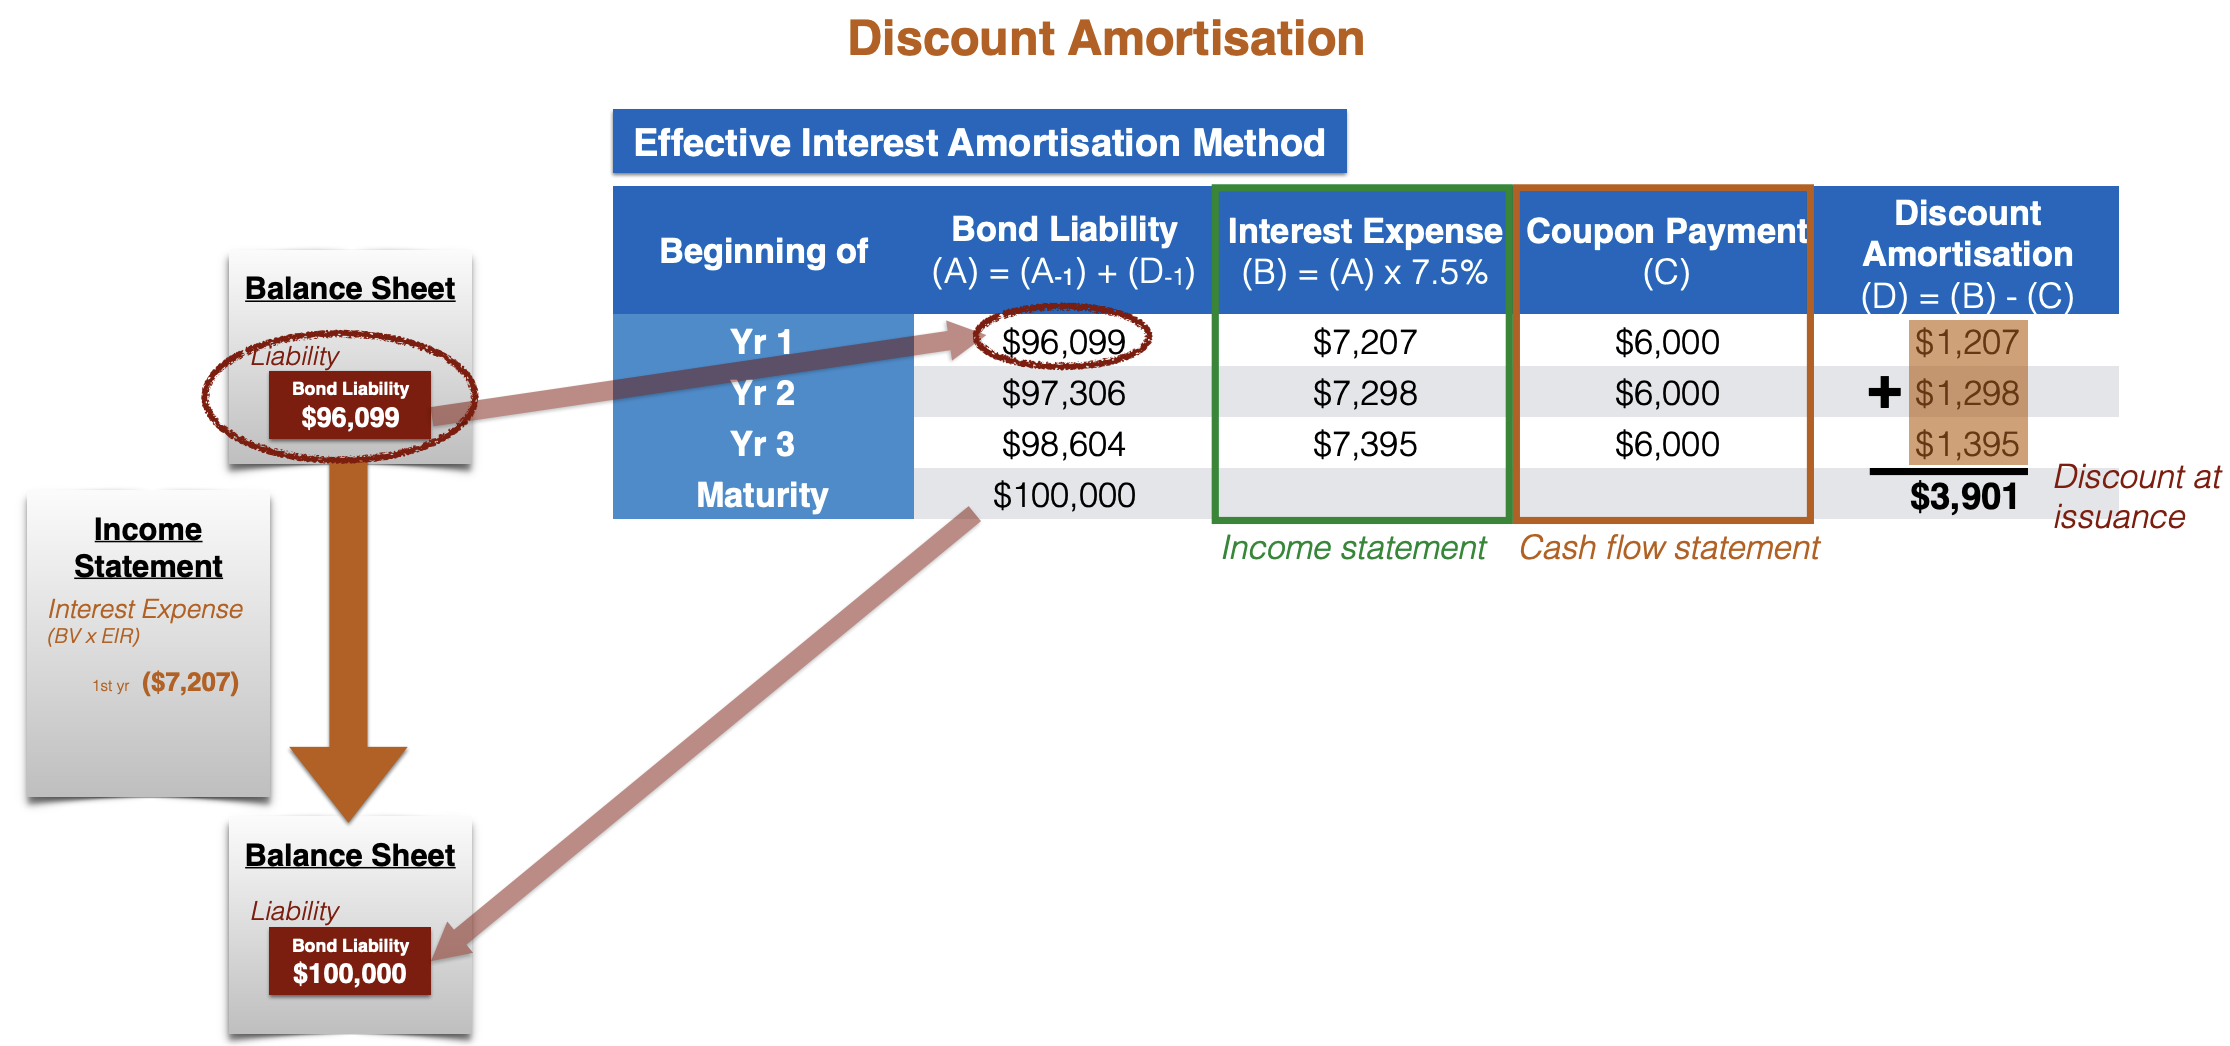 Discount Amortisation
Effective Interest Amortisation Method
Beginning of
Bond Liability
(A) = (A-1) + (D-1)
Interest Expense
(B) = (A) x 7.5%
Coupon Payment
(C)
Discount
Amortisation
(D) = (B) - (C)
Yr 1 $96,099 $7,207 $6,000 $1,207
Yr 2 $97,306 $7,298 $6,000 + $1,298
Yr 3 $98,604 $7,395 $6,000 $1,395
Maturity $100,000 $3,901
Discount at
issuance
Income statement
Cash flow statement
Balance Sheet
Liability
Bond Liability
$96,099
Income
Statement
Interest Expense
(BV x EIR)
1st yr ($7,207)
Balance Sheet
Liability
Bond Liability
$100,000